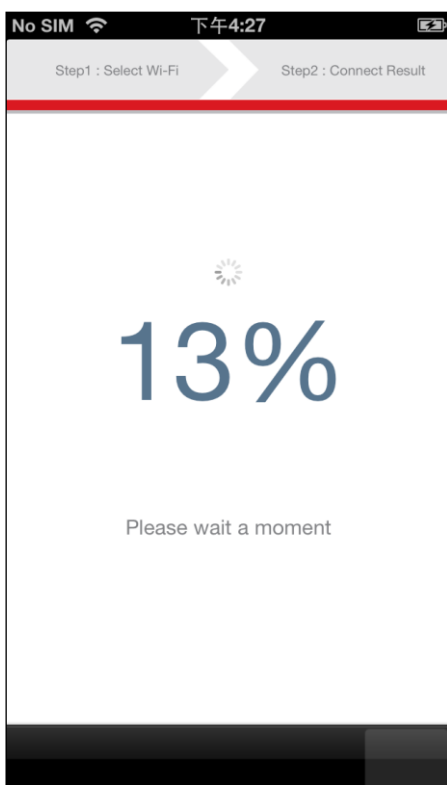 No SIM 下午4:27
Step1 : Select Wi-Fi Step2 : Connect Result
13%
Please wait a moment